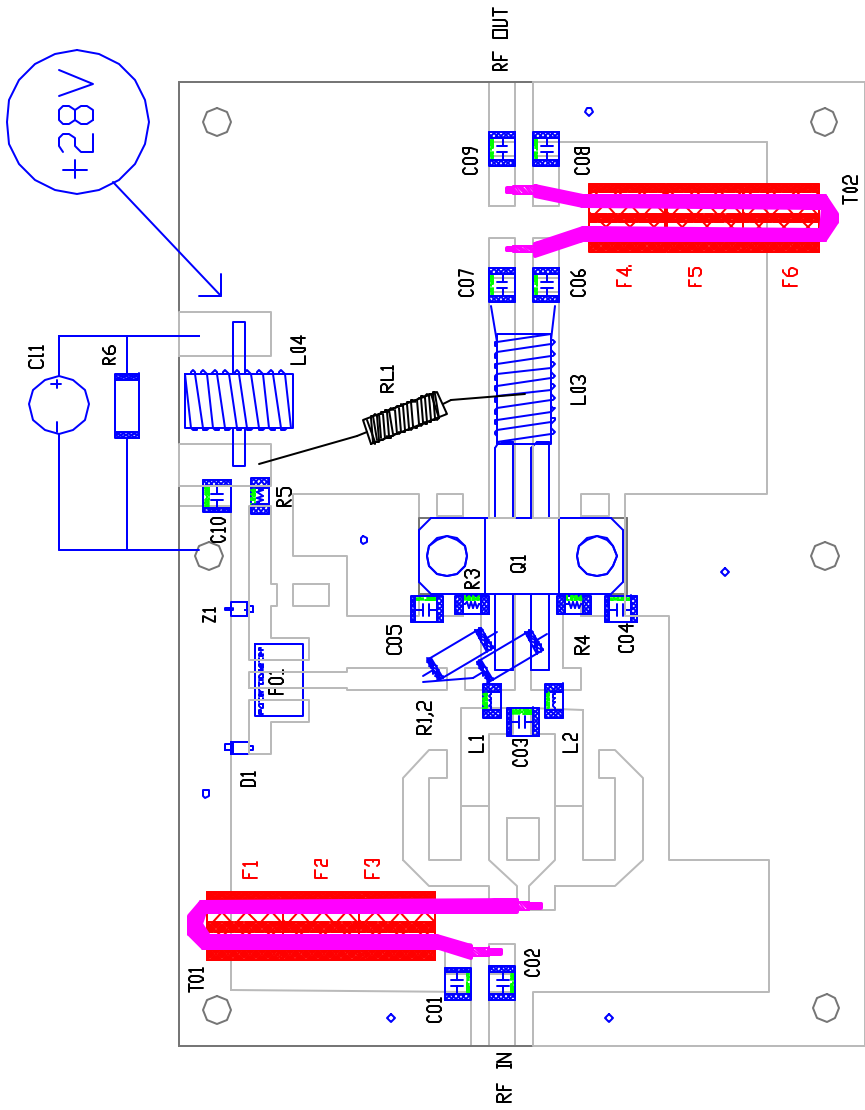 RF OUT
+28V
C09
C08
T02
F4
F5
F6
C07
C06
C11
R6
L04
RL1
L03
C10
R5
Q1
Z1
R3
C05
R4
C04
F01
R1,2
L1
C03
L2
D1
F1
F2
F3
T01
C02
C01
RF IN